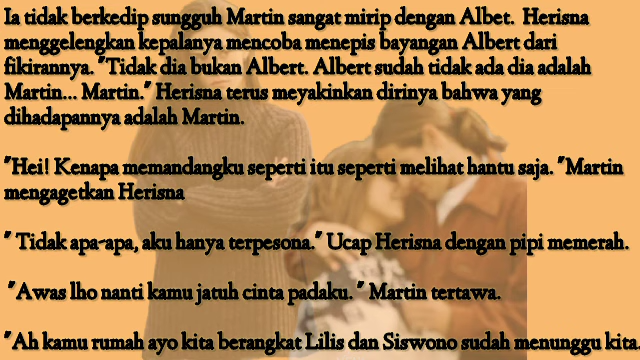 Ia tidak berkedip sungguh Martin sangat mirip dengan Albet. Herisna
menggelengkan kepalanya mencoba menepis bayangan Albert dari
fikirannya. "Tidak dia bukan Albert. Albert sudah tidak ada dia adalah
Martin... Martin." Herisna terus meyakinkan dirinya bahwa yang
dihadapannya adalah Martin.
"Hei! Kenapa memandangku seperti itu seperti melihat hantu saja. "Martin
mengagetkan Herisna
" Tidak apa-apa, aku hanya terpesona." Ucap Herisna dengan pipi memerah.
"Awas lho nanti kamu jatuh cinta padaku. " Martin tertawa.
"Ah kamu rumah ayo kita berangkat Lilis dan Siswono sudah menunggu kita.